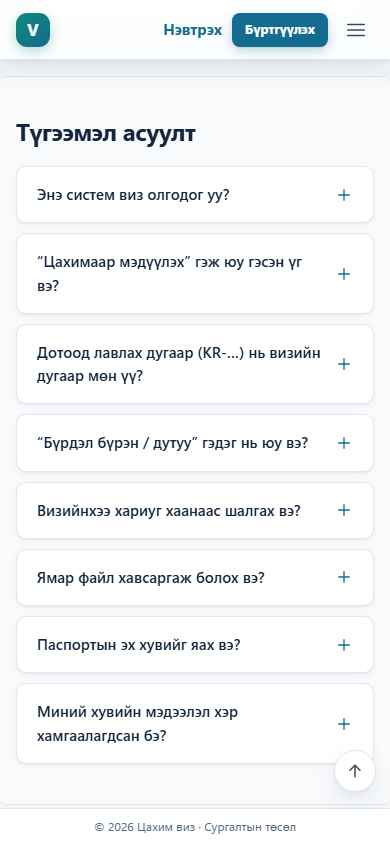 V
Нэвтрэх
Бүртгүүлэх
Түгээмэл асуулт
Энэ систем виз олгодог уу?
“Цахимаар мэдүүлэх” гэж юу гэсэн үг
вэ?
Дотоод лавлах дугаар (KR-...) нь визийн
дугаар мөн үү?
“Бүрдэл бүрэн / дутуу” гэдэг нь юу вэ?
Визийнхээ хариуг хаанаас шалгах вэ?
Ямар файл хавсаргаж болох вэ?
Паспортын эх хувийг яах вэ?
Миний хувийн мэдээлэл хэр
хамгаалагдсан бэ?
© 2026 Цахим виз · Сургалтын төсөл